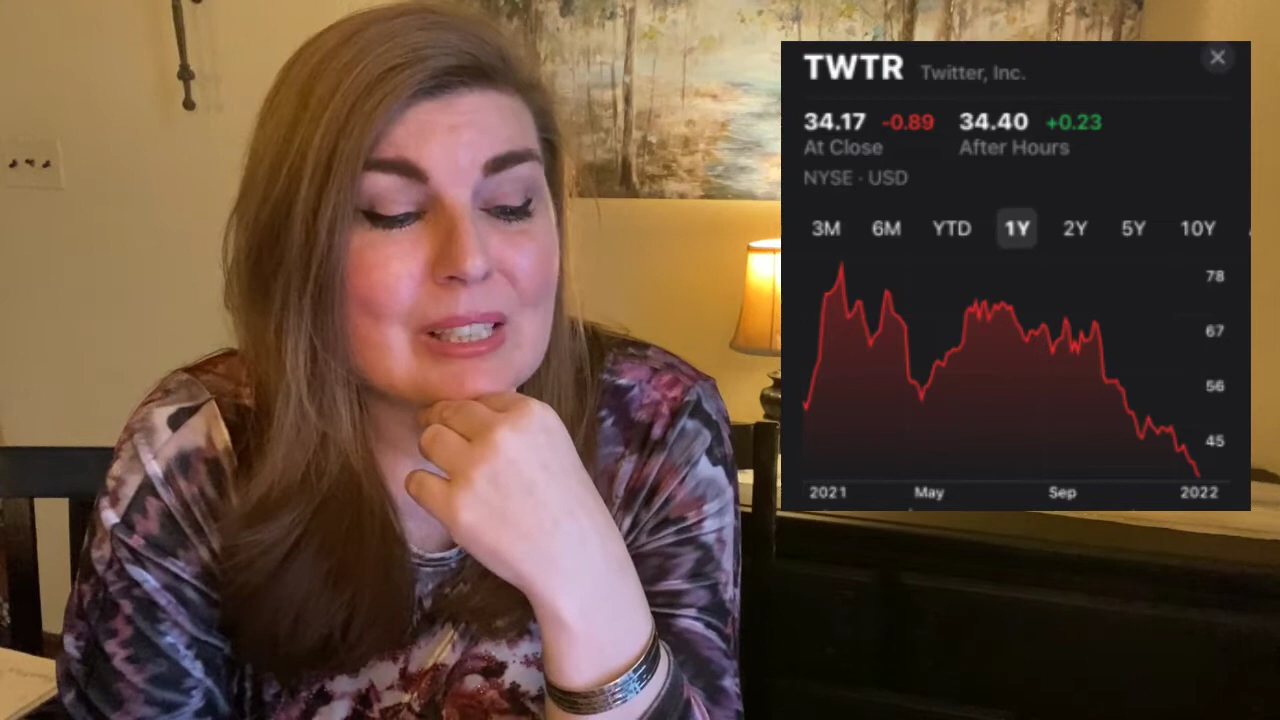 TWTR Twitter, Inc.
34.17 -0.89 34.40 +0.23
At Close After Hours
NYSE · USD
3M 6M YTD 1Y 2Y 5Y 10Y
78
67
56
45
2021 May Sep 2022